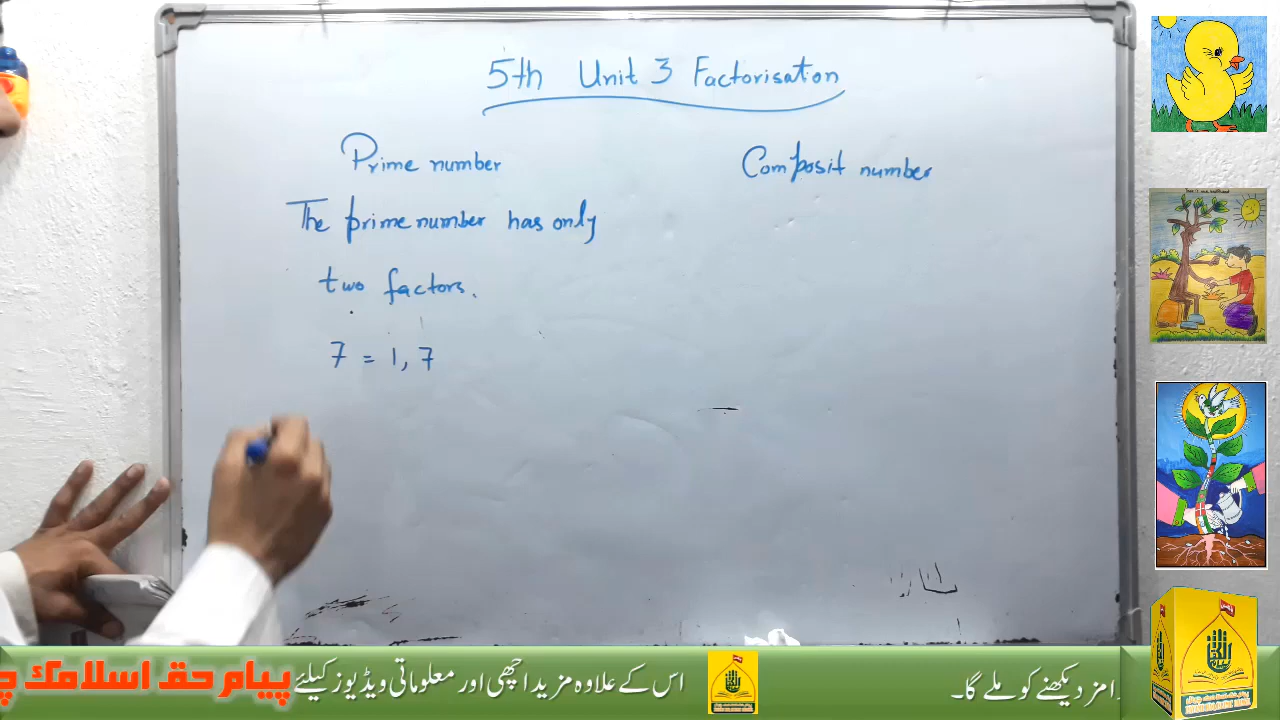 5th Unit 3 Factorisation
Prime number
Composit number
The prime number has only
two factors.
7 = 1, 7
اس کے علاوہ مزید اچھی اور معلوماتی ویڈیوز کیلئے پیام حق اسلامک
امز دیکھنے کو ملے گا۔